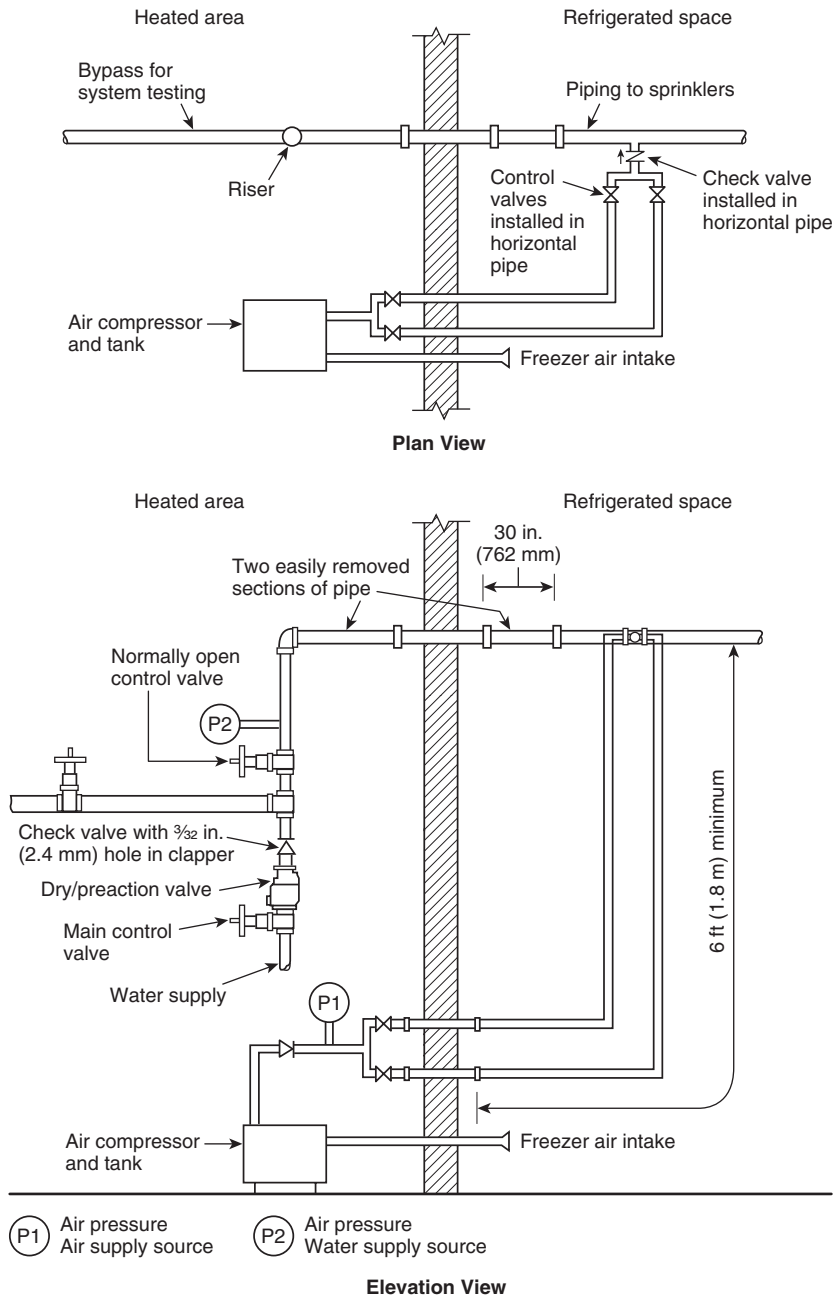 Heated area
Refrigerated space
Bypass for
system testing
Piping to sprinklers
Riser
Control
valves
installed in
horizontal
pipe
Check valve
installed in
horizontal pipe
Air compressor
and tank
Freezer air intake
Plan View
Heated area
Refrigerated space
30 in.
(762 mm)
Two easily removed
sections of pipe
Normally open
control valve
P2
Check valve with 3⁄32 in.
(2.4 mm) hole in clapper
Dry/preaction valve
Main control
valve
Water supply
P1
6 ft (1.8 m) minimum
Air compressor
and tank
Freezer air intake
P1 Air pressure
Air supply source
P2 Air pressure
Water supply source
Elevation View